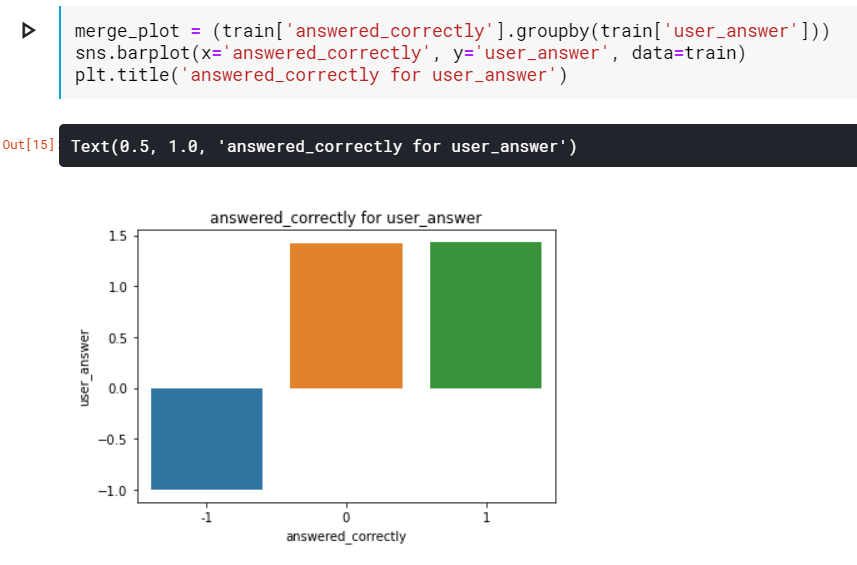 merge_plot = (train['answered_correctly'].groupby(train['user_answer']))
sns.barplot(x='answered_correctly', y='user_answer', data=train)
plt.title('answered_correctly for user_answer')
Out[15]:
Text(0.5, 1.0, 'answered_correctly for user_answer')
answered_correctly for user_answer
1.5
1.0
0.5
0.0
−0.5
−1.0
user_answer
-1 0 1
answered_correctly